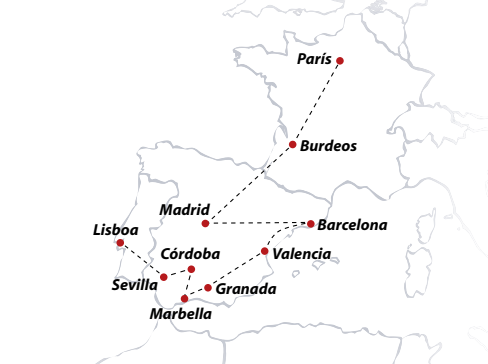 París
Burdeos
Madrid
Barcelona
Lisboa
Córdoba
Valencia
Sevilla
Granada
Marbella